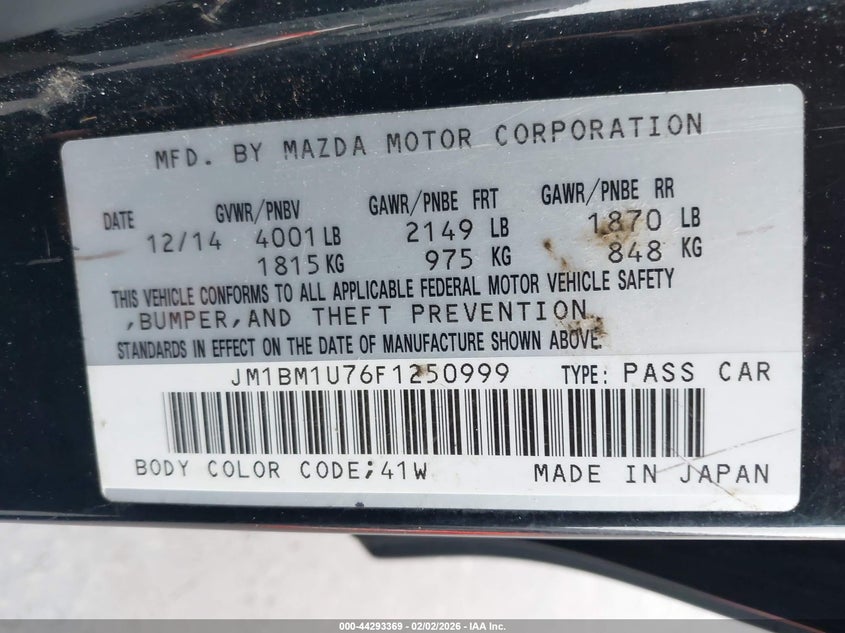 MFD. BY MAZDA MOTOR CORPORATION
DATE GVWR/PNBV GAWR/PNBE FRT GAWR/PNBE RR
12/14 4001 LB 2149 LB 1870 LB
1815 KG 975 KG 848 KG
THIS VEHICLE CONFORMS TO ALL APPLICABLE FEDERAL MOTOR VEHICLE SAFETY
,BUMPER,AND THEFT PREVENTION
STANDARDS IN EFFECT ON THE DATE OF MANUFACTURE SHOWN ABOVE.
JM1BM1U76F1250999 TYPE: PASS CAR
BODY COLOR CODE;41W MADE IN JAPAN
000-44293369 - 02/02/2026 - IAA Inc.